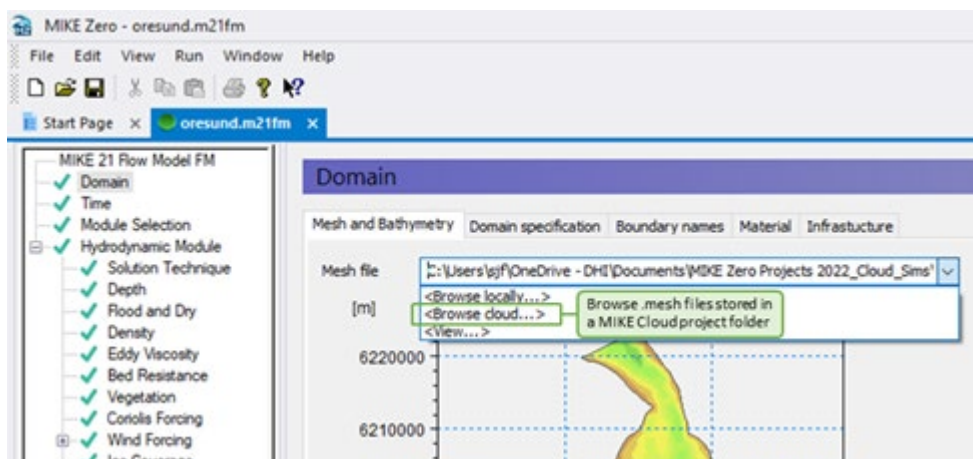 MIKE Zero - oresund.m21fm
File Edit View Run Window Help
Start Page × oresund.m21fm ×
MIKE 21 Flow Model FM
Domain
Time
Module Selection
Hydrodynamic Module
Solution Technique
Depth
Flood and Dry
Density
Eddy Viscosity
Bed Resistance
Vegetation
Coriolis Forcing
Wind Forcing
Ice Coverage
Domain
Mesh and Bathymetry Domain specification Boundary names Material Infrastucture
Mesh file C:\Users\sjf\OneDrive - DHI\Documents\MIKE Zero Projects 2022_Cloud_Sims'
[m]
<Browse locally...>
<Browse cloud...>
<View...>
Browse .mesh files stored in
a MIKE Cloud project folder
6220000
6210000